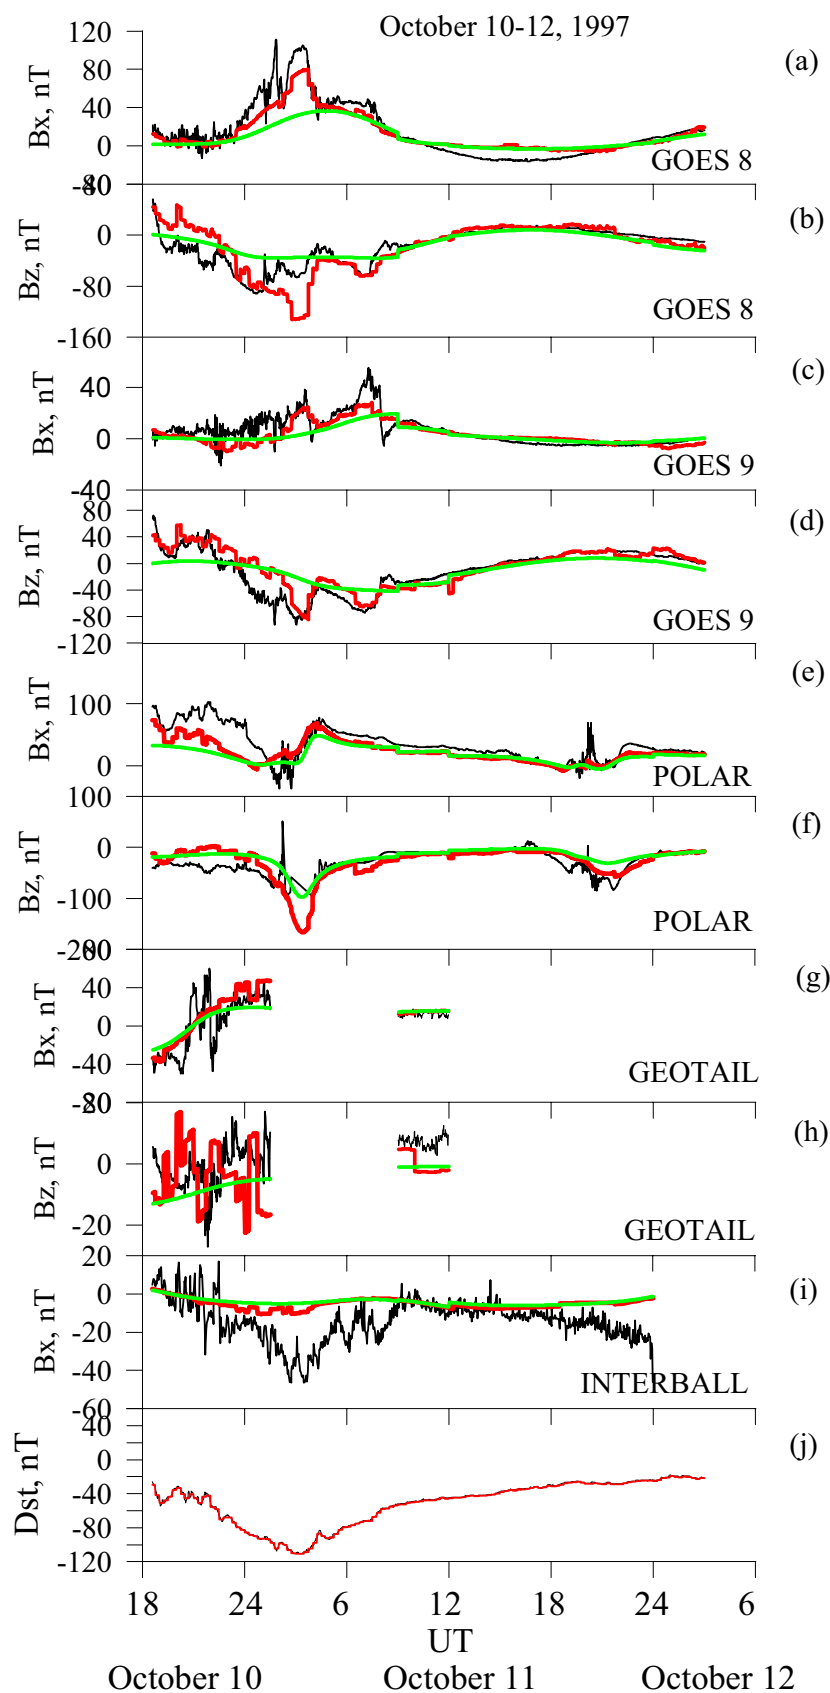 October 10-12, 1997
120
80
40
0
-40
Bx, nT
(a)
GOES 8
80
0
-80
-160
Bz, nT
(b)
GOES 8
40
0
-40
Bx, nT
(c)
GOES 9
80
40
0
-40
-80
-120
Bz, nT
(d)
GOES 9
100
0
Bx, nT
(e)
POLAR
100
0
-100
-200
Bz, nT
(f)
POLAR
80
40
0
-40
-80
Bx, nT
(g)
GEOTAIL
20
0
-20
Bz, nT
(h)
GEOTAIL
20
0
-20
-40
-60
Bx, nT
(i)
INTERBALL
40
0
-40
-80
-120
Dst, nT
(j)
18 24 6 12 18 24 6
UT
October 10 October 11 October 12